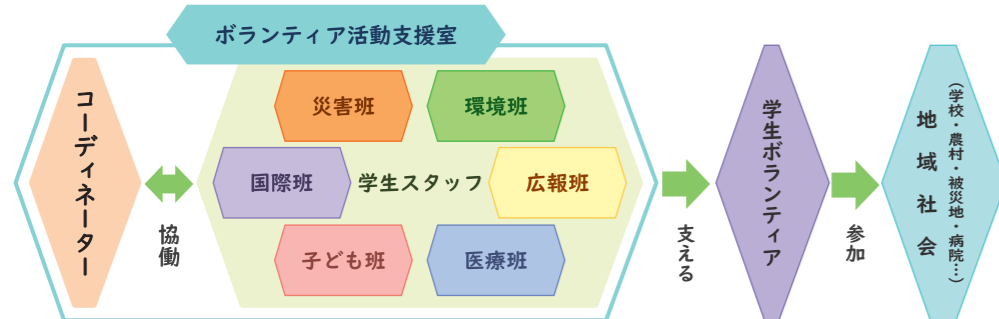 ボランティア活動支援室
コーディネーター
協働
災害班
環境班
国際班
学生スタッフ
広報班
子ども班
医療班
支える
学生ボランティア
参加
地域社会
（学校・農村・被災地・病院…）